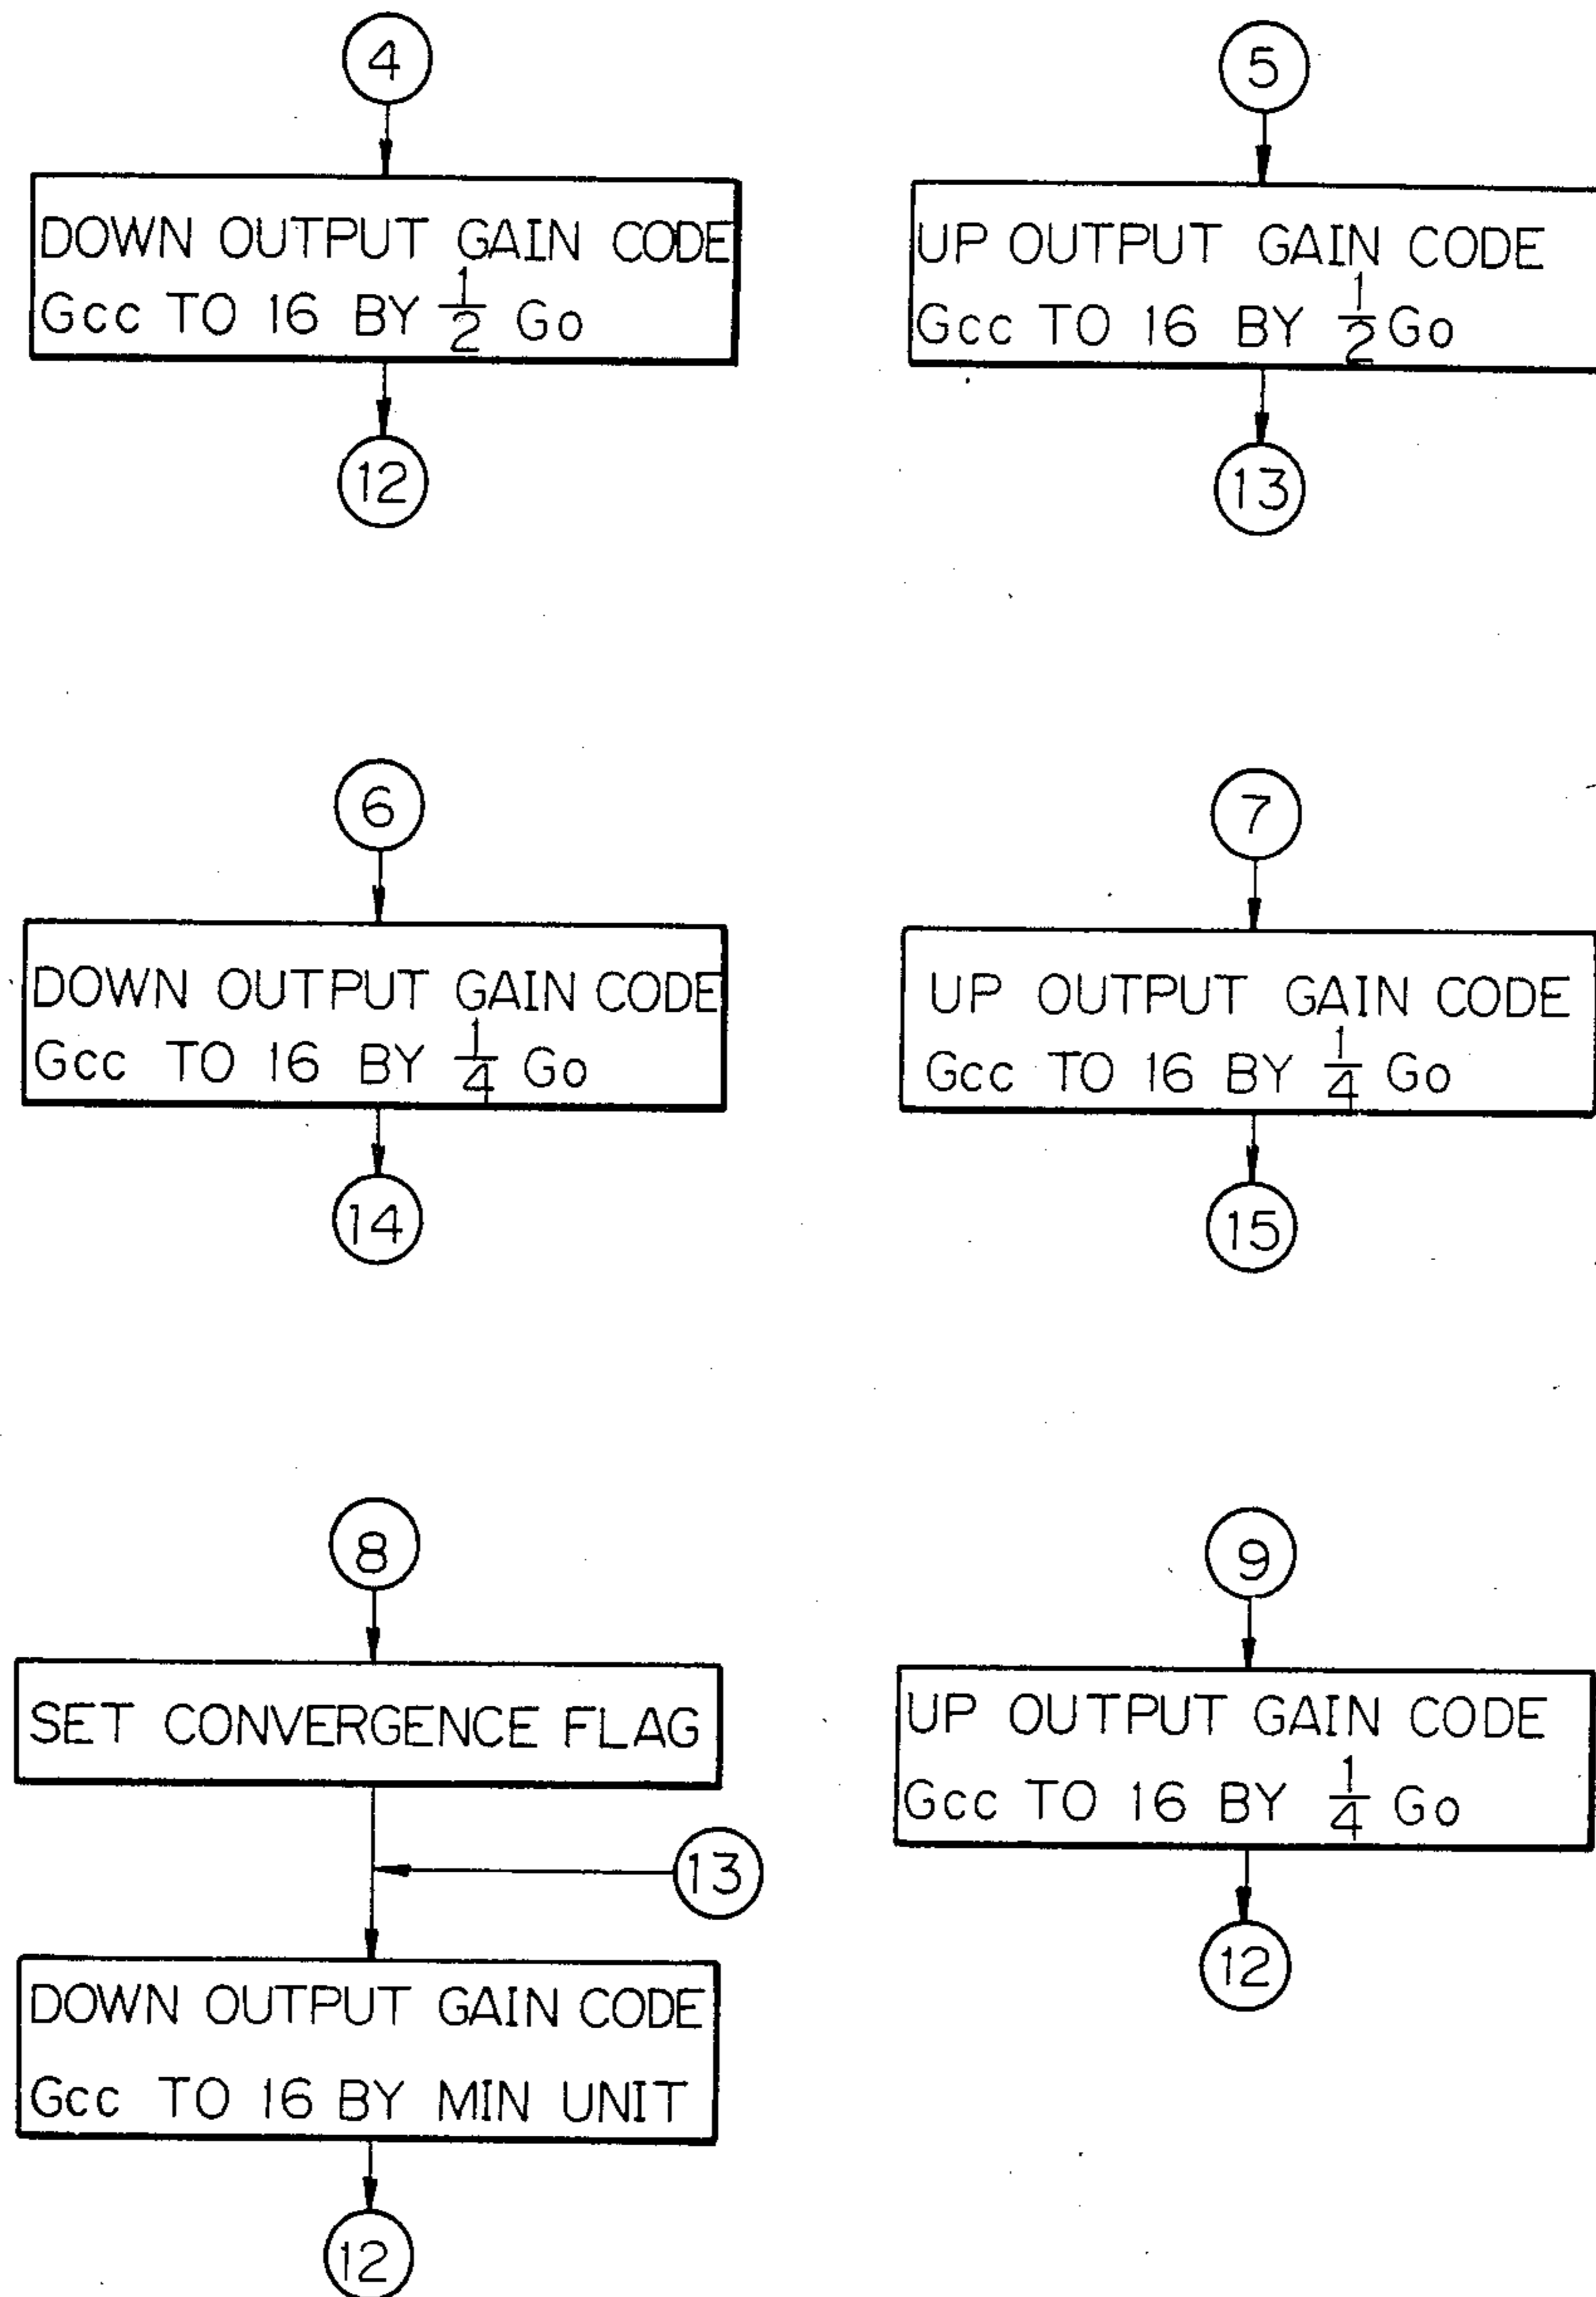 4
DOWN OUTPUT GAIN CODE
Gcc TO 16 BY 1/2 Go
12
5
UP OUTPUT GAIN CODE
Gcc TO 16 BY 1/2 Go
13
6
DOWN OUTPUT GAIN CODE
Gcc TO 16 BY 1/4 Go
14
7
UP OUTPUT GAIN CODE
Gcc TO 16 BY 1/4 Go
15
8
SET CONVERGENCE FLAG
13
DOWN OUTPUT GAIN CODE
Gcc TO 16 BY MIN UNIT
12
9
UP OUTPUT GAIN CODE
Gcc TO 16 BY 1/4 Go
12